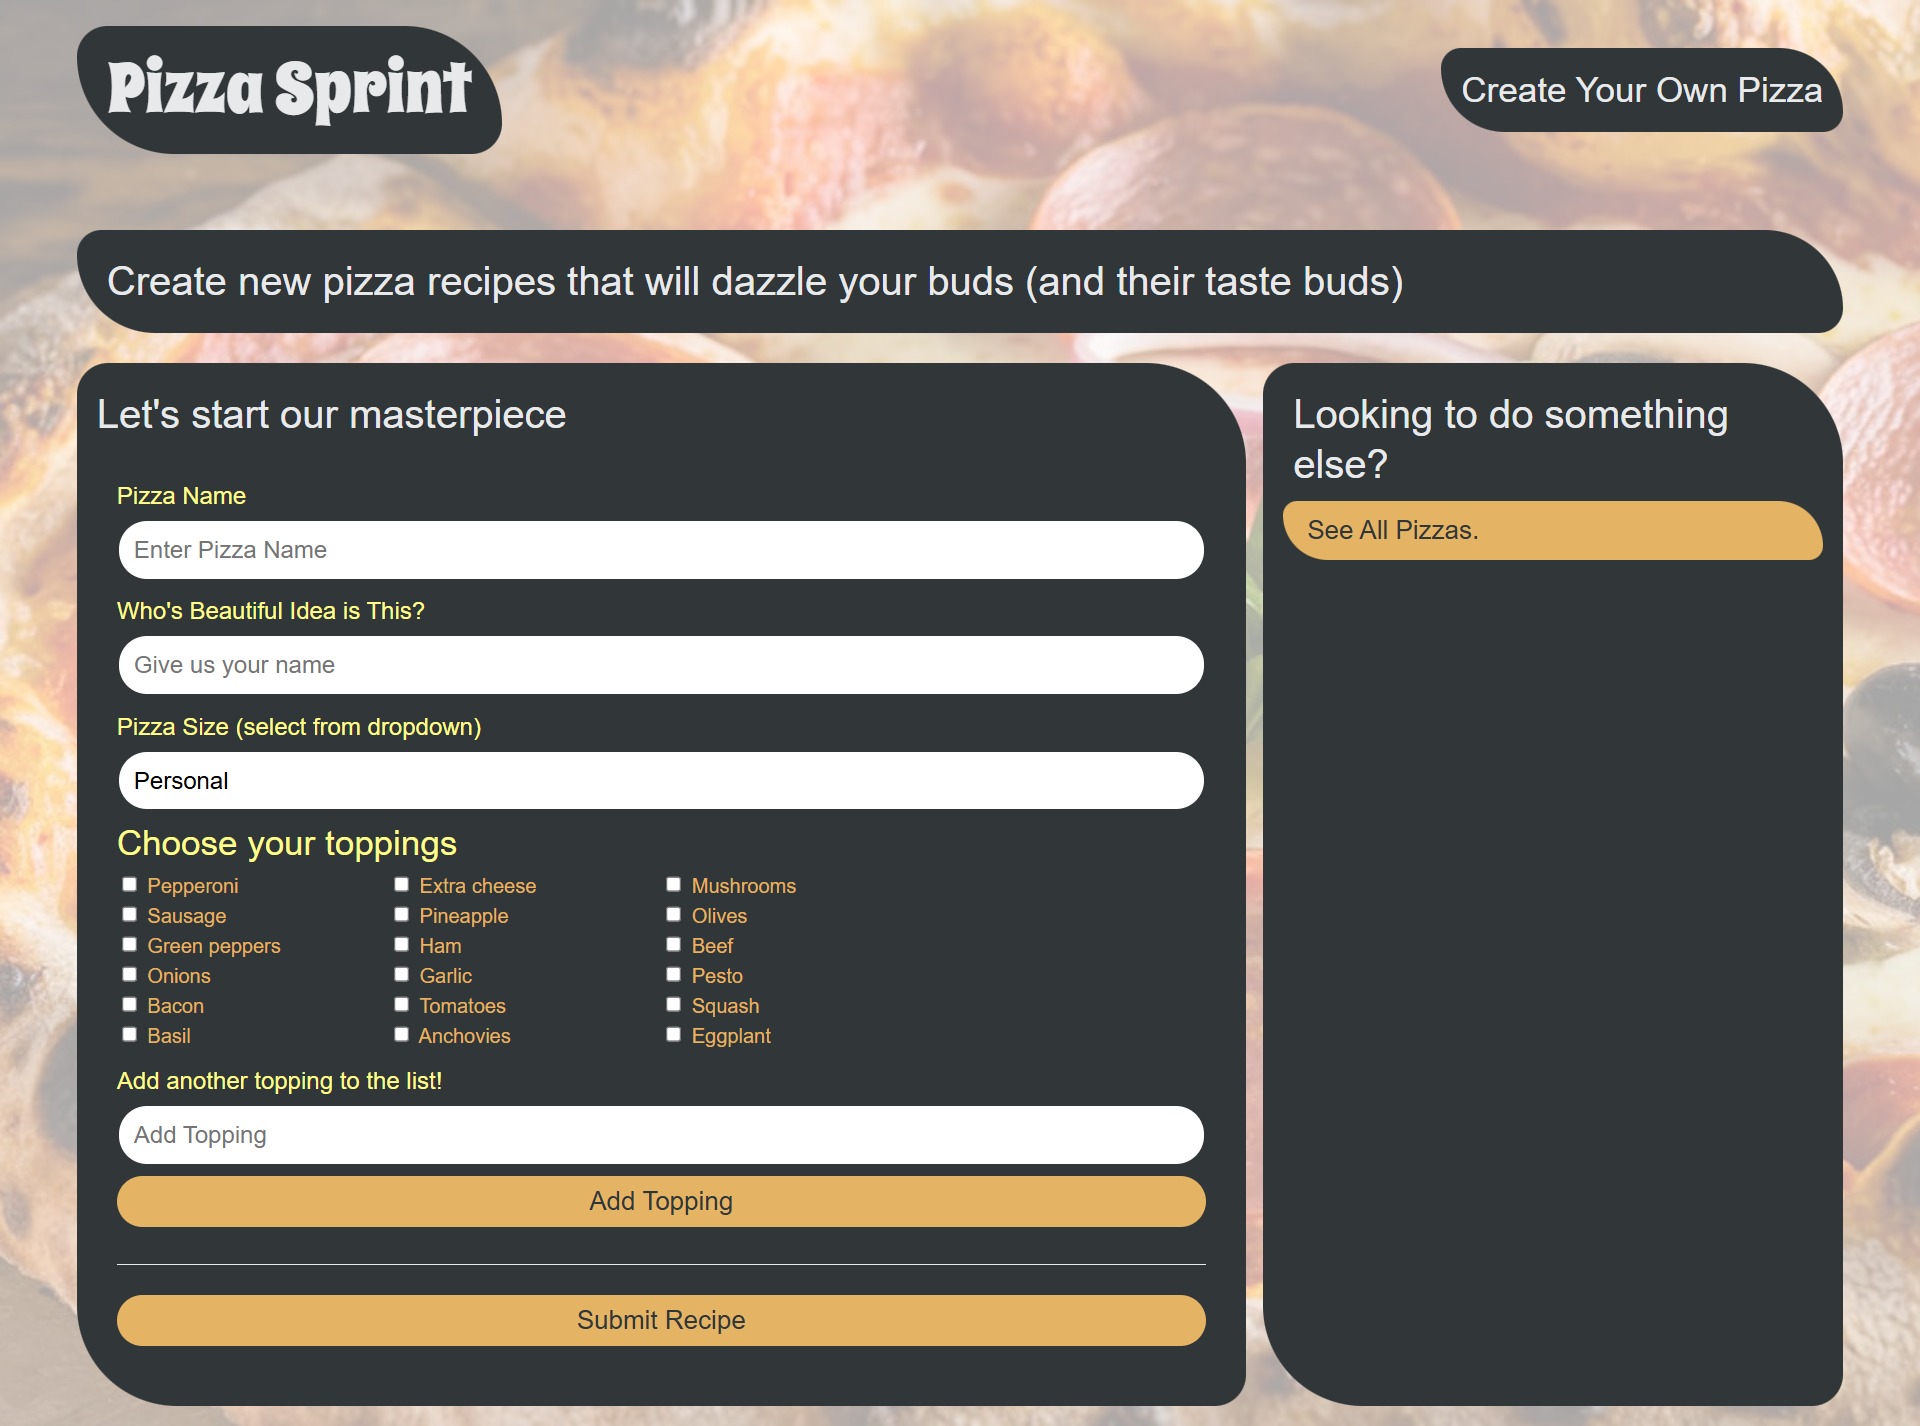 Pizza Sprint
Create Your Own Pizza
Create new pizza recipes that will dazzle your buds (and their taste buds)
Let's start our masterpiece
Pizza Name
Enter Pizza Name
Who's Beautiful Idea is This?
Give us your name
Pizza Size (select from dropdown)
Personal
Choose your toppings
Pepperoni Extra cheese Mushrooms
Sausage Pineapple Olives
Green peppers Ham Beef
Onions Garlic Pesto
Bacon Tomatoes Squash
Basil Anchovies Eggplant
Add another topping to the list!
Add Topping
Add Topping
Submit Recipe
Looking to do something
else?
See All Pizzas.